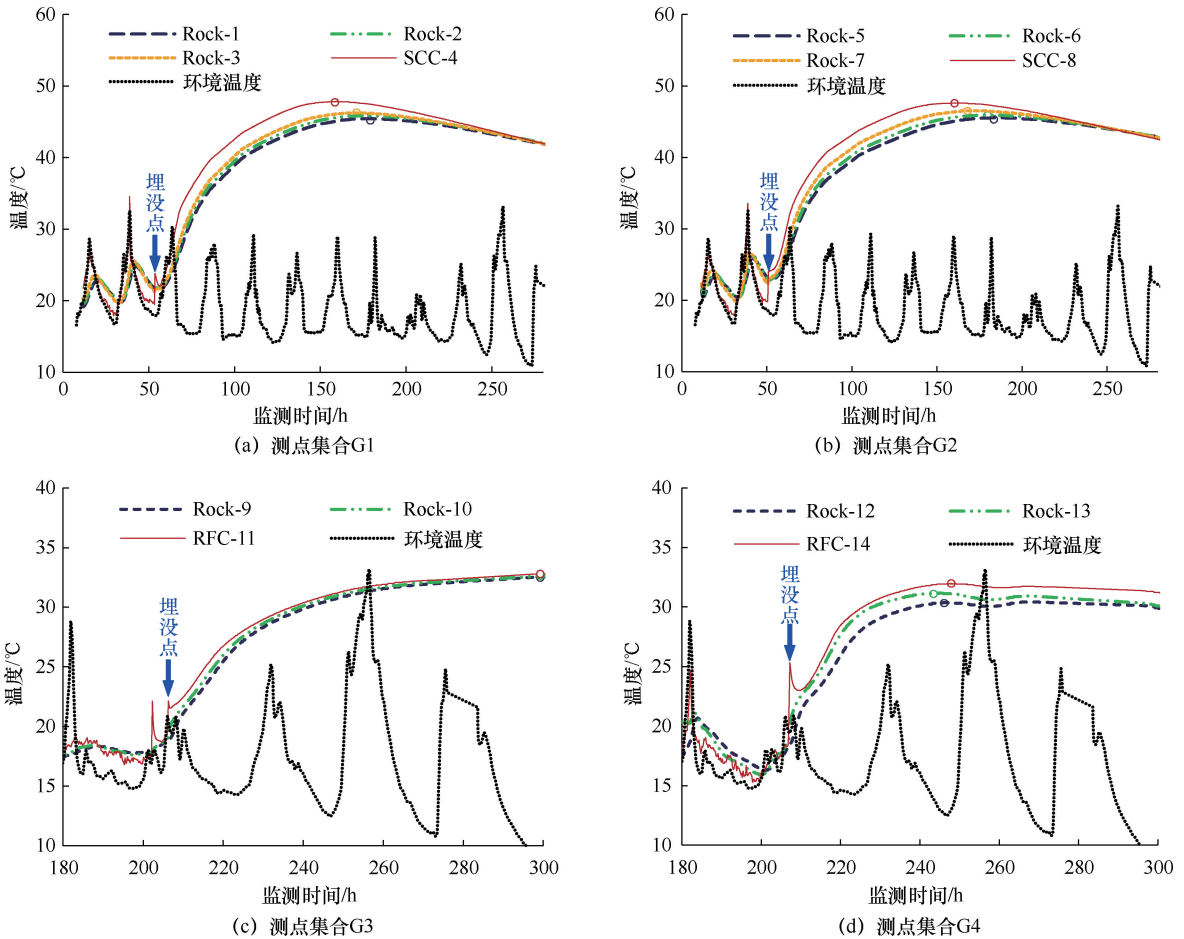 60
50
40
30
20
10
温度/℃
Rock-1
Rock-2
Rock-3
SCC-4
环境温度
埋没点
0
50
100
150
200
250
监测时间/h
(a) 测点集合G1
60
50
40
30
20
10
温度/℃
Rock-5
Rock-6
Rock-7
SCC-8
环境温度
埋没点
0
50
100
150
200
250
监测时间/h
(b) 测点集合G2
40
35
30
25
20
15
10
温度/℃
Rock-9
Rock-10
RFC-11
环境温度
埋没点
180
200
220
240
260
280
300
监测时间/h
(c) 测点集合G3
40
35
30
25
20
15
10
温度/℃
Rock-12
Rock-13
RFC-14
环境温度
埋没点
180
200
220
240
260
280
300
监测时间/h
(d) 测点集合G4